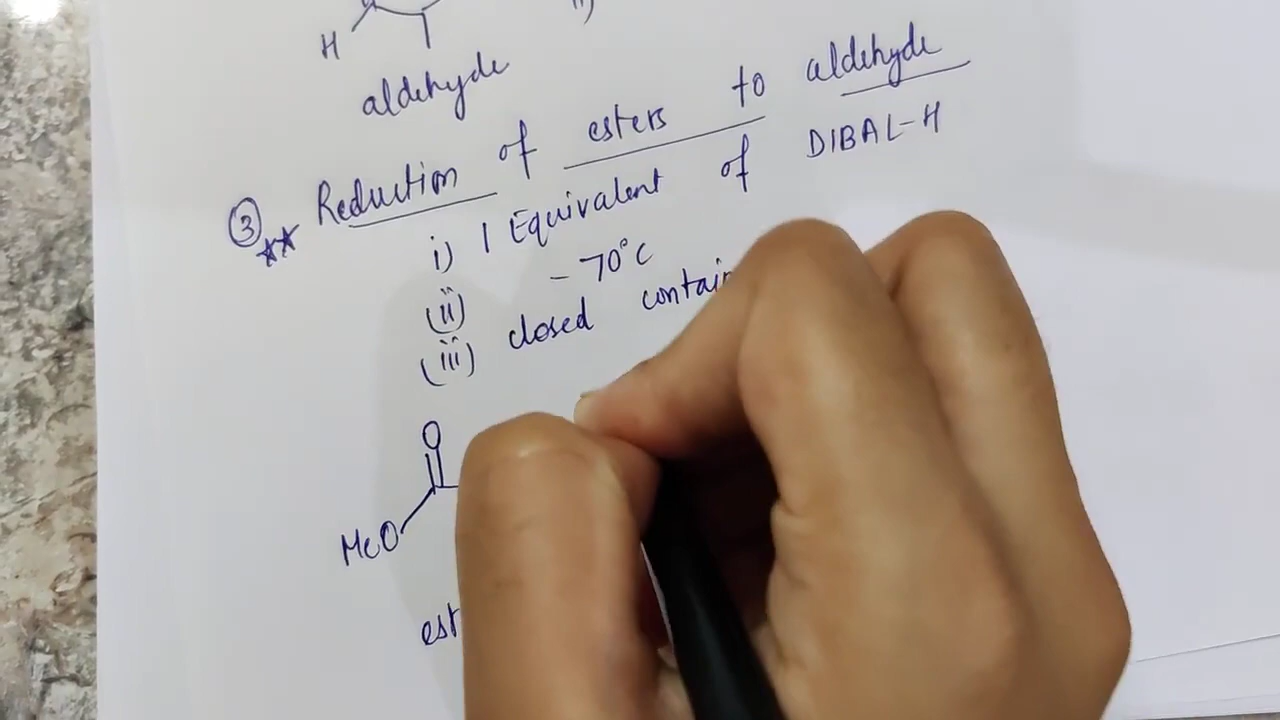 H
aldehyde
③ ** Reduction of esters to aldehyde
i) 1 Equivalent of DIBAL-H
(ii) -70°C
(iii) closed contain
O
MeO
est